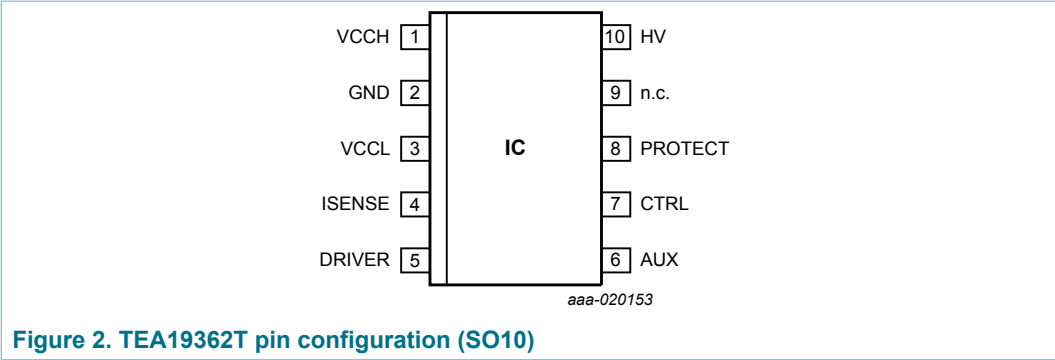 VCCH 1 10 HV
GND 2 9 n.c.
VCCL 3 IC 8 PROTECT
ISENSE 4 7 CTRL
DRIVER 5 6 AUX
aaa-020153
Figure 2. TEA19362T pin configuration (SO10)